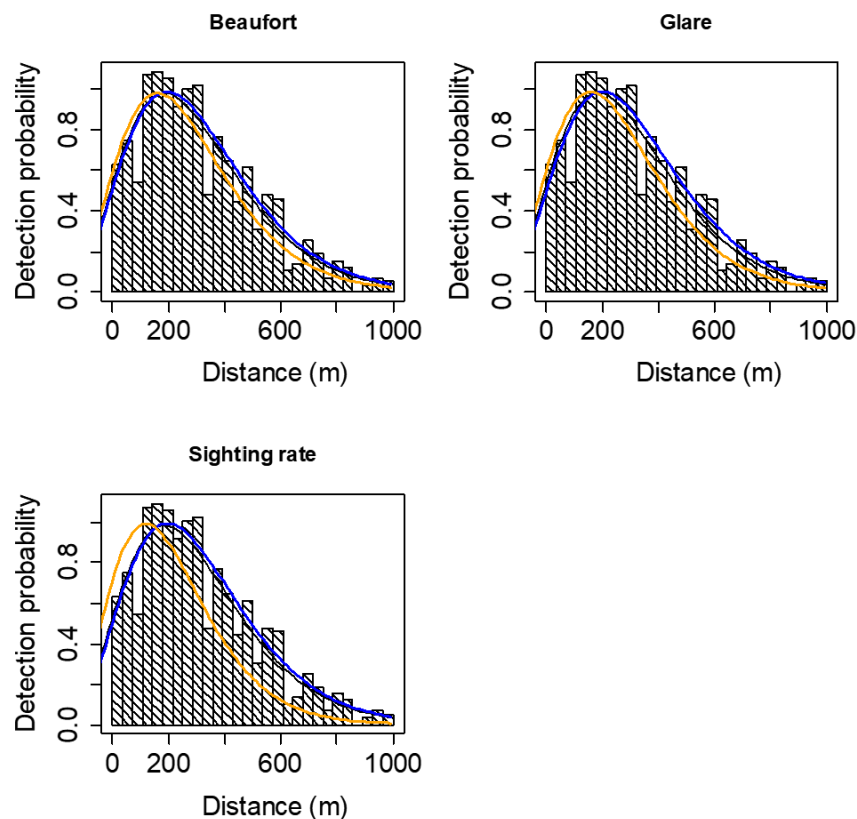 Beaufort
Detection probability
0.0 0.4 0.8
0 200 600 1000
Distance (m)
Glare
Detection probability
0.0 0.4 0.8
0 200 600 1000
Distance (m)
Sighting rate
Detection probability
0.0 0.4 0.8
0 200 600 1000
Distance (m)